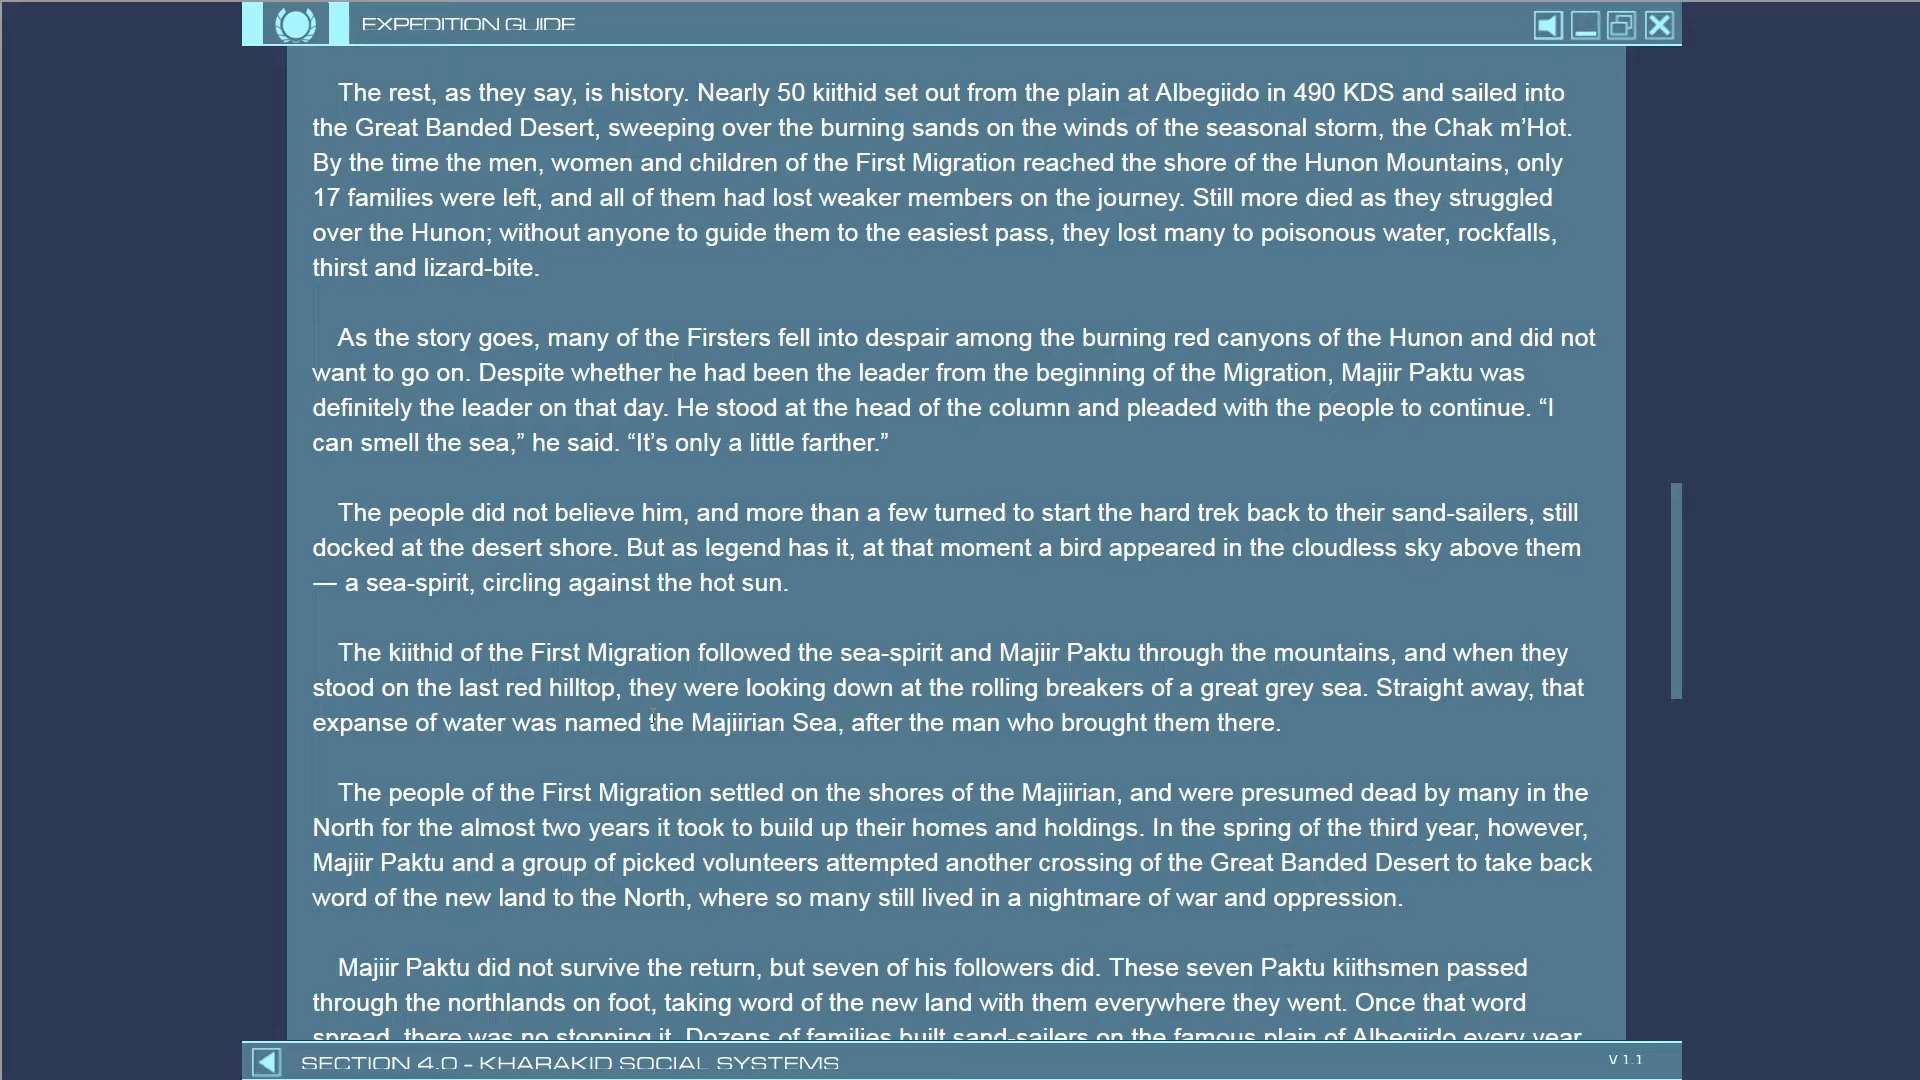 EXPEDITION GUIDE
The rest, as they say, is history. Nearly 50 kiithid set out from the plain at Albegiido in 490 KDS and sailed into
the Great Banded Desert, sweeping over the burning sands on the winds of the seasonal storm, the Chak m’Hot.
By the time the men, women and children of the First Migration reached the shore of the Hunon Mountains, only
17 families were left, and all of them had lost weaker members on the journey. Still more died as they struggled
over the Hunon; without anyone to guide them to the easiest pass, they lost many to poisonous water, rockfalls,
thirst and lizard-bite.
As the story goes, many of the Firsters fell into despair among the burning red canyons of the Hunon and did not
want to go on. Despite whether he had been the leader from the beginning of the Migration, Majiir Paktu was
definitely the leader on that day. He stood at the head of the column and pleaded with the people to continue. “I
can smell the sea,” he said. “It’s only a little farther.”
The people did not believe him, and more than a few turned to start the hard trek back to their sand-sailers, still
docked at the desert shore. But as legend has it, at that moment a bird appeared in the cloudless sky above them
— a sea-spirit, circling against the hot sun.
The kiithid of the First Migration followed the sea-spirit and Majiir Paktu through the mountains, and when they
stood on the last red hilltop, they were looking down at the rolling breakers of a great grey sea. Straight away, that
expanse of water was named the Majiirian Sea, after the man who brought them there.
The people of the First Migration settled on the shores of the Majiirian, and were presumed dead by many in the
North for the almost two years it took to build up their homes and holdings. In the spring of the third year, however,
Majiir Paktu and a group of picked volunteers attempted another crossing of the Great Banded Desert to take back
word of the new land to the North, where so many still lived in a nightmare of war and oppression.
Majiir Paktu did not survive the return, but seven of his followers did. These seven Paktu kiithsmen passed
through the northlands on foot, taking word of the new land with them everywhere they went. Once that word
spread, there was no stopping it. Dozens of families built sand-sailers on the famous plain of Albegiido every year
SECTION 4.0 - KHARAKID SOCIAL SYSTEMS
V 1.1